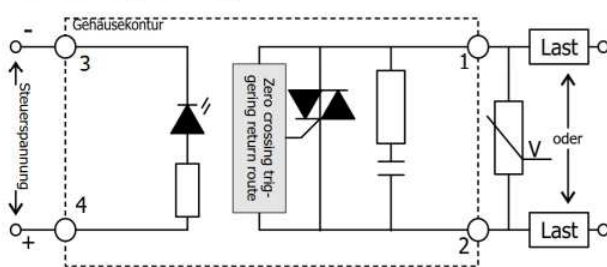 Gehäusekontur
-
3
1
Last
Steuerspannung
Zero crossing trig-
gering return route
V
oder
4
2
+
Last